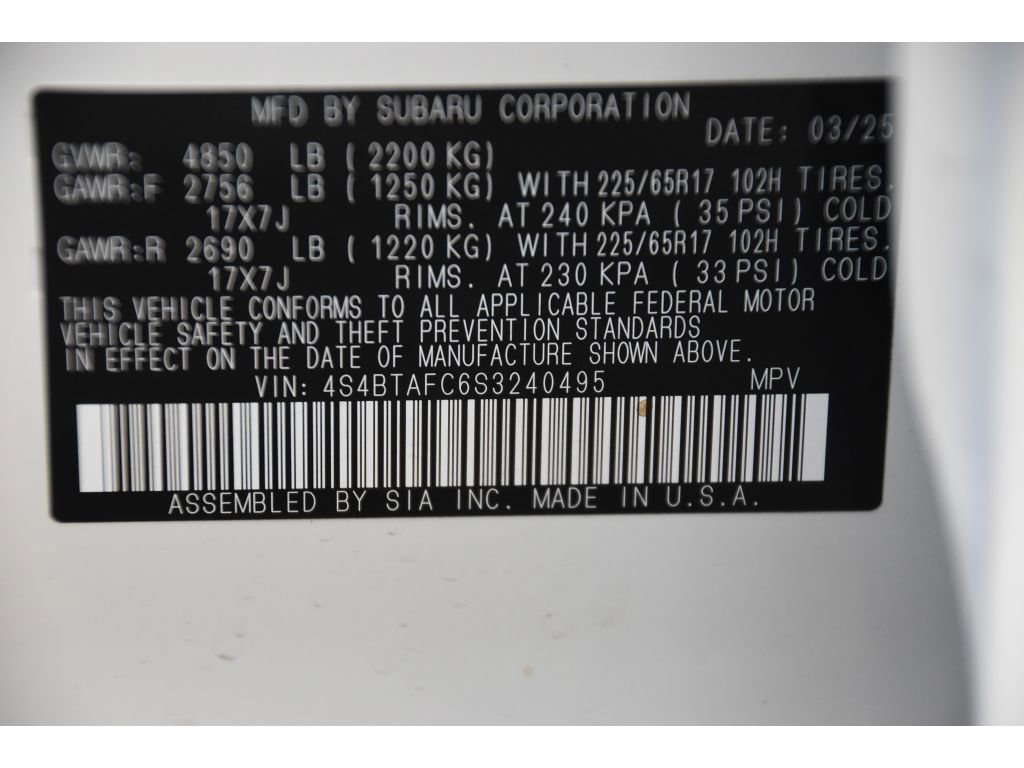 MFD BY SUBARU CORPORATION
DATE: 03/25
GVWR: 4850 LB ( 2200 KG)
GAWR:F 2756 LB ( 1250 KG) WITH 225/65R17 102H TIRES.
17X7J RIMS. AT 240 KPA ( 35 PSI) COLD
GAWR:R 2690 LB ( 1220 KG) WITH 225/65R17 102H TIRES.
17X7J RIMS. AT 230 KPA ( 33 PSI) COLD
THIS VEHICLE CONFORMS TO ALL APPLICABLE FEDERAL MOTOR
VEHICLE SAFETY AND THEFT PREVENTION STANDARDS
IN EFFECT ON THE DATE OF MANUFACTURE SHOWN ABOVE.
VIN: 4S4BTAFC6S3240495 MPV
ASSEMBLED BY SIA INC. MADE IN U.S.A.